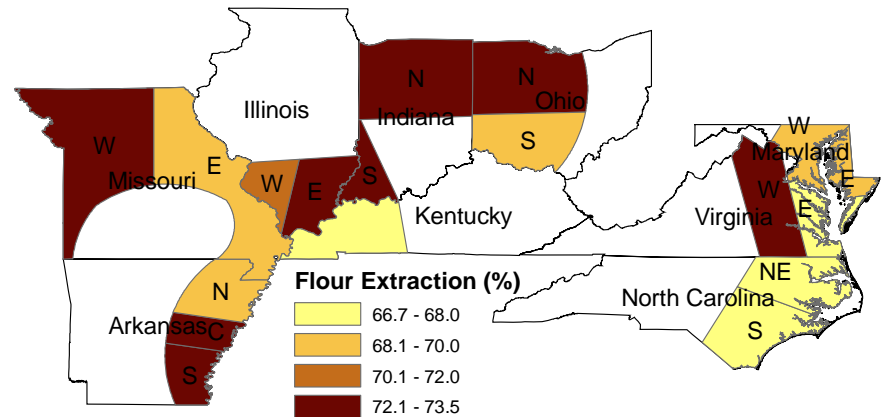 N
N
Illinois
Indiana
Ohio
W
E
S
W
Maryland
Missouri
W
E
S
W
E
E
Kentucky
Virginia
Flour Extraction (%)
NE
N
66.7 - 68.0
North Carolina
Arkansas
C
68.1 - 70.0
S
S
70.1 - 72.0
72.1 - 73.5